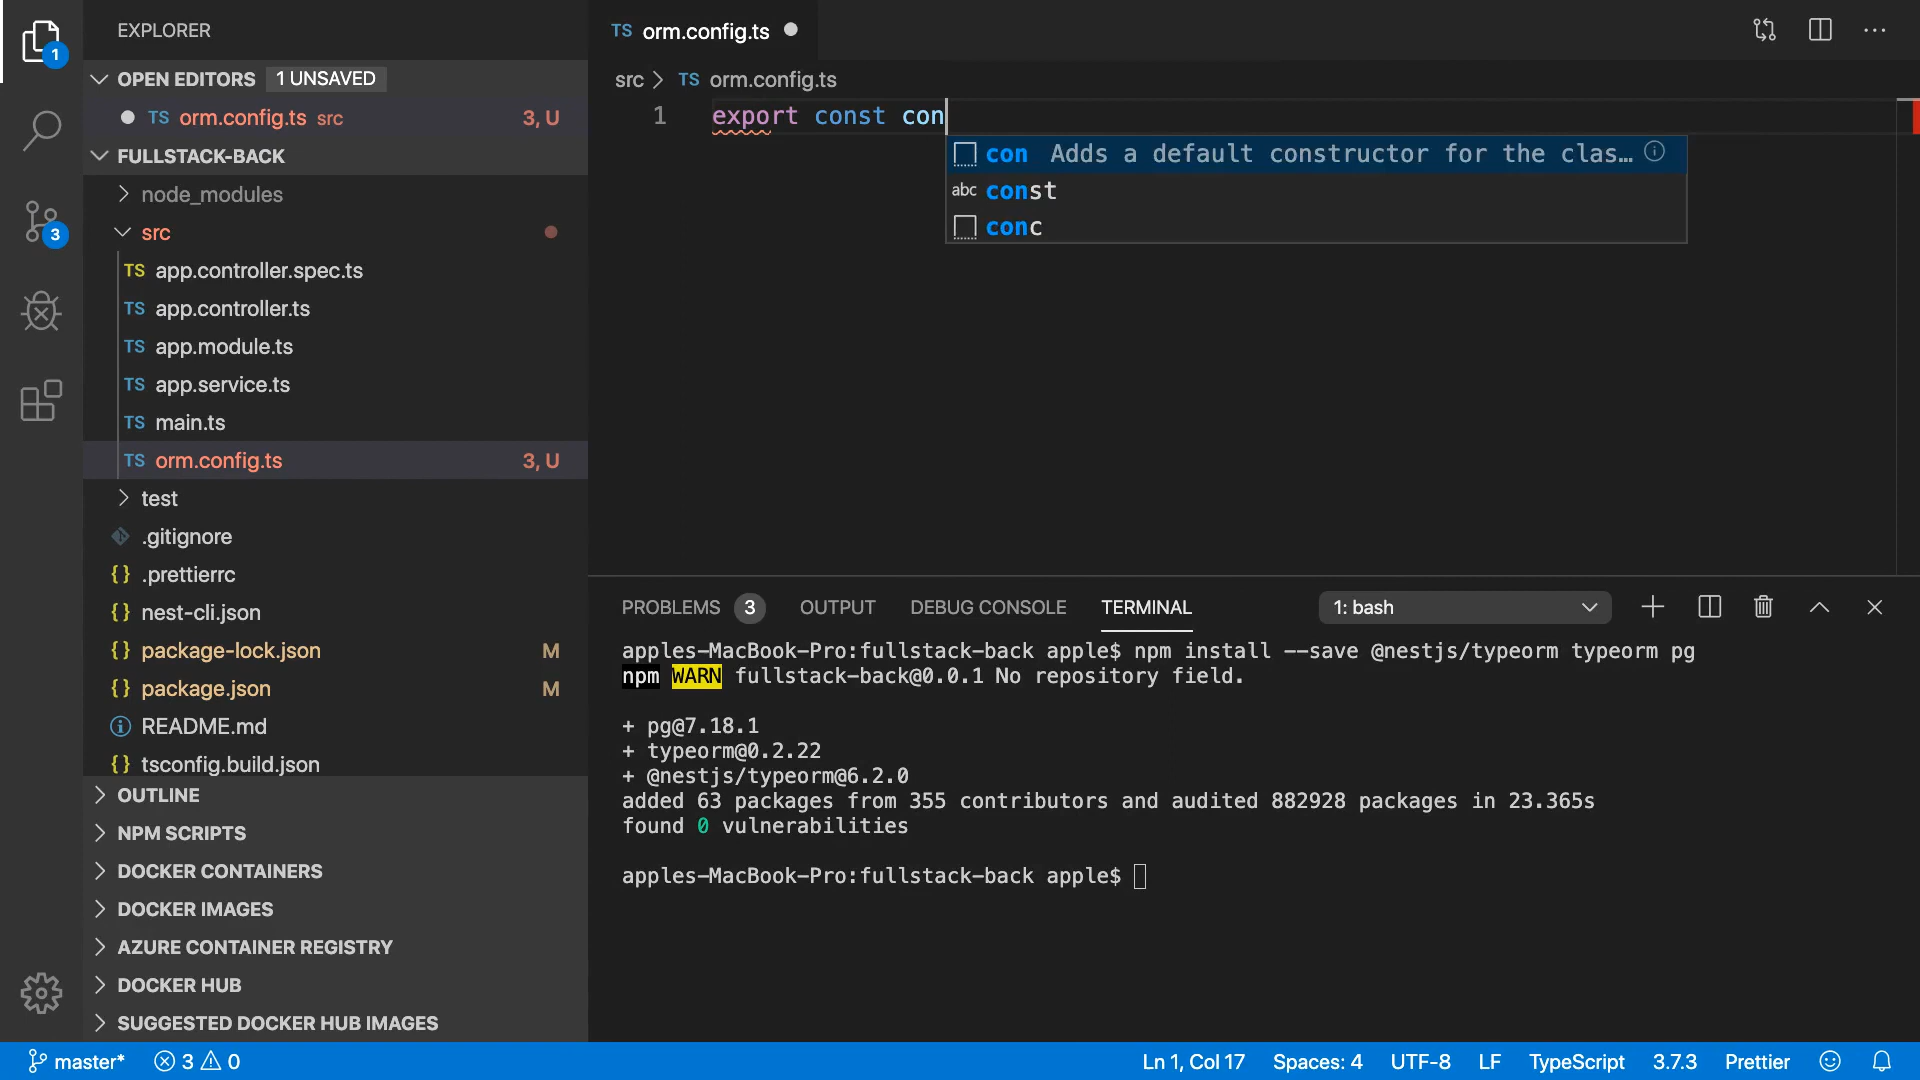 1
3
EXPLORER
OPEN EDITORS 1 UNSAVED
TS orm.config.ts src 3, U
FULLSTACK-BACK
node_modules
src
TS app.controller.spec.ts
TS app.controller.ts
TS app.module.ts
TS app.service.ts
TS main.ts
TS orm.config.ts 3, U
test
.gitignore
{} .prettierrc
{} nest-cli.json
{} package-lock.json M
{} package.json M
README.md
{} tsconfig.build.json
OUTLINE
NPM SCRIPTS
DOCKER CONTAINERS
DOCKER IMAGES
AZURE CONTAINER REGISTRY
DOCKER HUB
SUGGESTED DOCKER HUB IMAGES
TS orm.config.ts
src > TS orm.config.ts
1 export const con
con Adds a default constructor for the clas…
abc const
conc
PROBLEMS 3 OUTPUT DEBUG CONSOLE TERMINAL 1: bash
apples-MacBook-Pro:fullstack-back apple$ npm install --save @nestjs/typeorm typeorm pg
npm WARN fullstack-back@0.0.1 No repository field.
+ pg@7.18.1
+ typeorm@0.2.22
+ @nestjs/typeorm@6.2.0
added 63 packages from 355 contributors and audited 882928 packages in 23.365s
found 0 vulnerabilities
apples-MacBook-Pro:fullstack-back apple$
master* 3 0 Ln 1, Col 17 Spaces: 4 UTF-8 LF TypeScript 3.7.3 Prettier